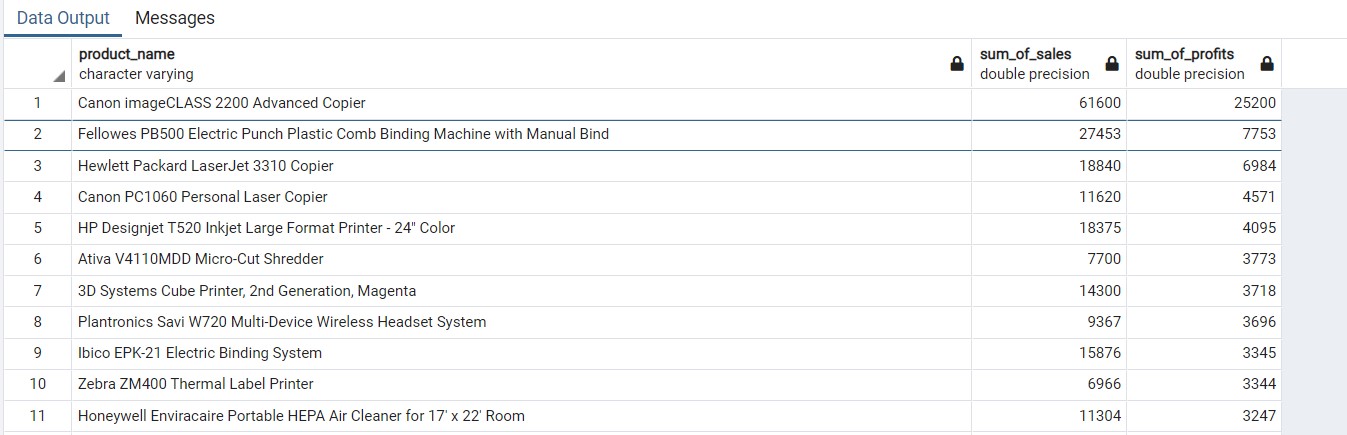 Data Output Messages
product_name sum_of_sales sum_of_profits
character varying double precision double precision
1 Canon imageCLASS 2200 Advanced Copier 61600 25200
2 Fellowes PB500 Electric Punch Plastic Comb Binding Machine with Manual Bind 27453 7753
3 Hewlett Packard LaserJet 3310 Copier 18840 6984
4 Canon PC1060 Personal Laser Copier 11620 4571
5 HP Designjet T520 Inkjet Large Format Printer - 24" Color 18375 4095
6 Ativa V4110MDD Micro-Cut Shredder 7700 3773
7 3D Systems Cube Printer, 2nd Generation, Magenta 14300 3718
8 Plantronics Savi W720 Multi-Device Wireless Headset System 9367 3696
9 Ibico EPK-21 Electric Binding System 15876 3345
10 Zebra ZM400 Thermal Label Printer 6966 3344
11 Honeywell Enviracaire Portable HEPA Air Cleaner for 17' x 22' Room 11304 3247